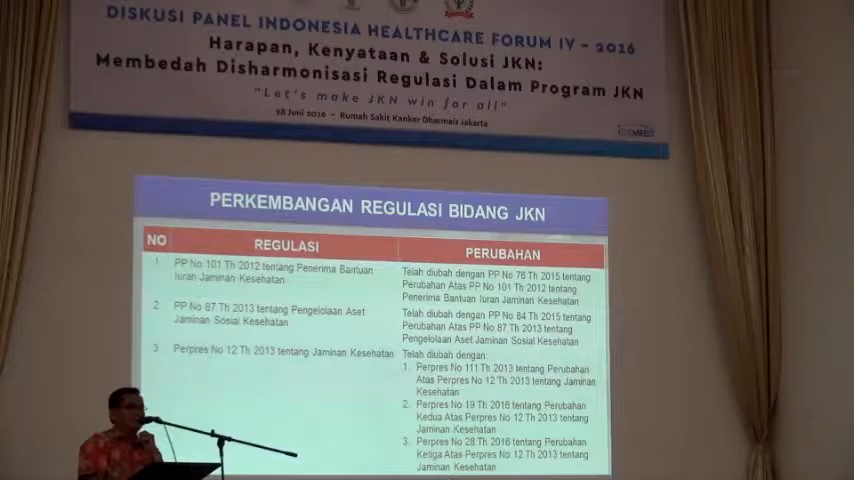 DISKUSI PANEL INDONESIA HEALTHCARE FORUM IV - 2016
Harapan, Kenyataan & Solusi JKN:
Membedah Disharmonisasi Regulasi Dalam Program JKN
"Let's make JKN win for all"
28 Juni 2016 - Rumah Sakit Kanker Dharmais Jakarta
PERKEMBANGAN REGULASI BIDANG JKN
NO REGULASI PERUBAHAN
1 PP No 101 Th 2012 tentang Penerima Bantuan
Iuran Jaminan Kesehatan
Telah diubah dengan PP No 76 Th 2015 tentang
Perubahan Atas PP No 101 Th 2012 tentang
Penerima Bantuan Iuran Jaminan Kesehatan
2 PP No 87 Th 2013 tentang Pengelolaan Aset
Jaminan Sosial Kesehatan
Telah diubah dengan PP No 84 Th 2015 tentang
Perubahan Atas PP No 87 Th 2013 tentang
Pengelolaan Aset Jaminan Sosial Kesehatan
3 Perpres No 12 Th 2013 tentang Jaminan Kesehatan
Telah diubah dengan:
1. Perpres No 111 Th 2013 tentang Perubahan
Atas Perpres No 12 Th 2013 tentang Jaminan
Kesehatan
2. Perpres No 19 Th 2016 tentang Perubahan
Kedua Atas Perpres No 12 Th 2013 tentang
Jaminan Kesehatan
3. Perpres No 28 Th 2016 tentang Perubahan
Ketiga Atas Perpres No 12 Th 2013 tentang
Jaminan Kesehatan